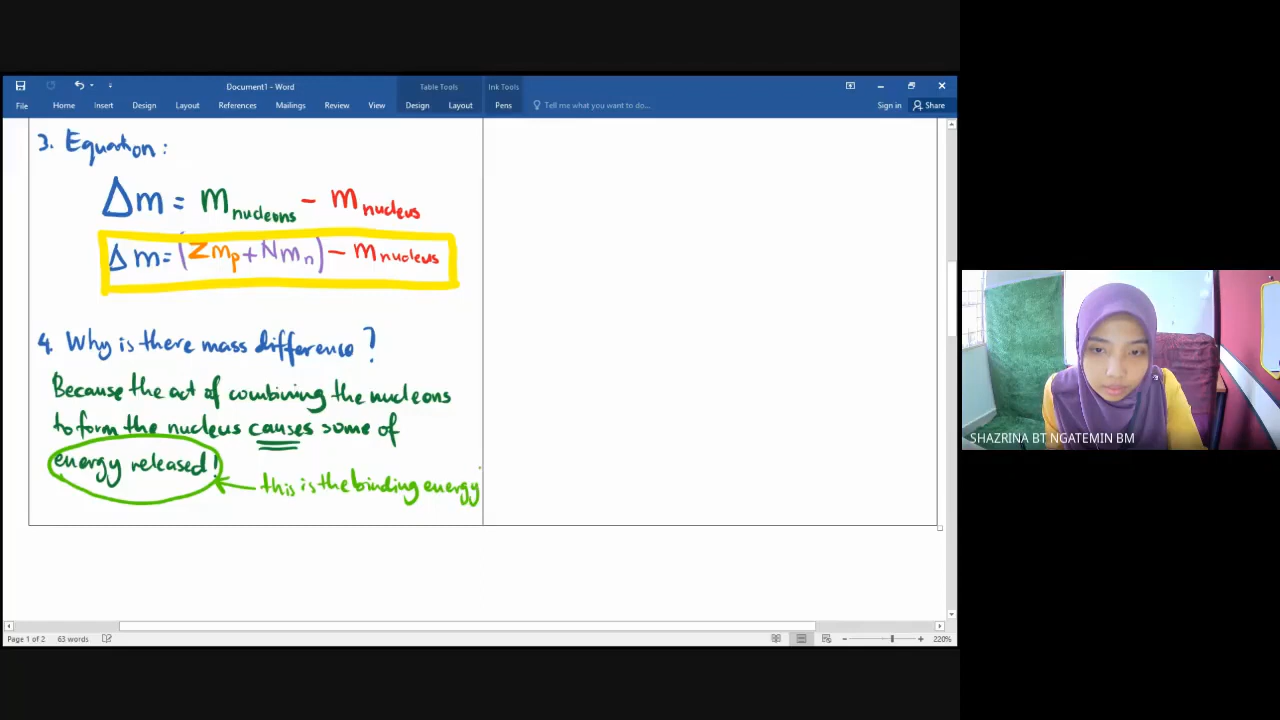 Document1 - Word
Table Tools
Ink Tools
File Home Insert Design Layout References Mailings Review View Design Layout Pens Tell me what you want to do... Sign in Share
3. Equation:
Δm = m nucleons - m nucleus
Δm = (Zmp + Nmn) - m nucleus
4. Why is there mass difference?
Because the act of combining the nucleons
to form the nucleus causes some of
energy released!
this is the binding energy
SHAZRINA BT NGATEMIN BM
Page 1 of 2 63 words 220%